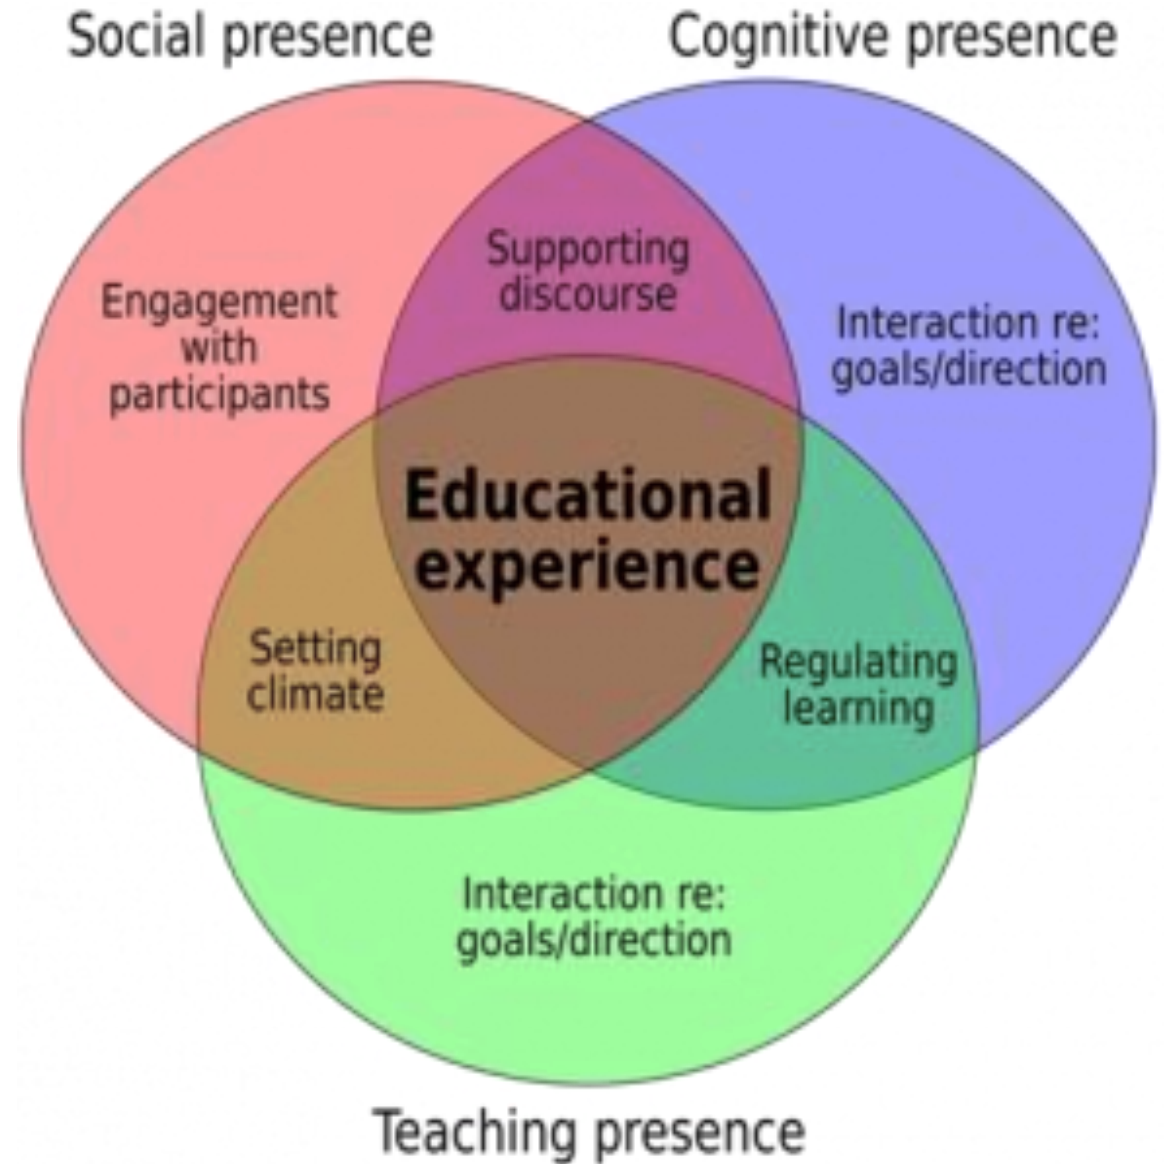 Social presence
Cognitive presence
Supporting
discourse
Engagement
with
participants
Interaction re:
goals/direction
Educational
experience
Setting
climate
Regulating
learning
Interaction re:
goals/direction
Teaching presence